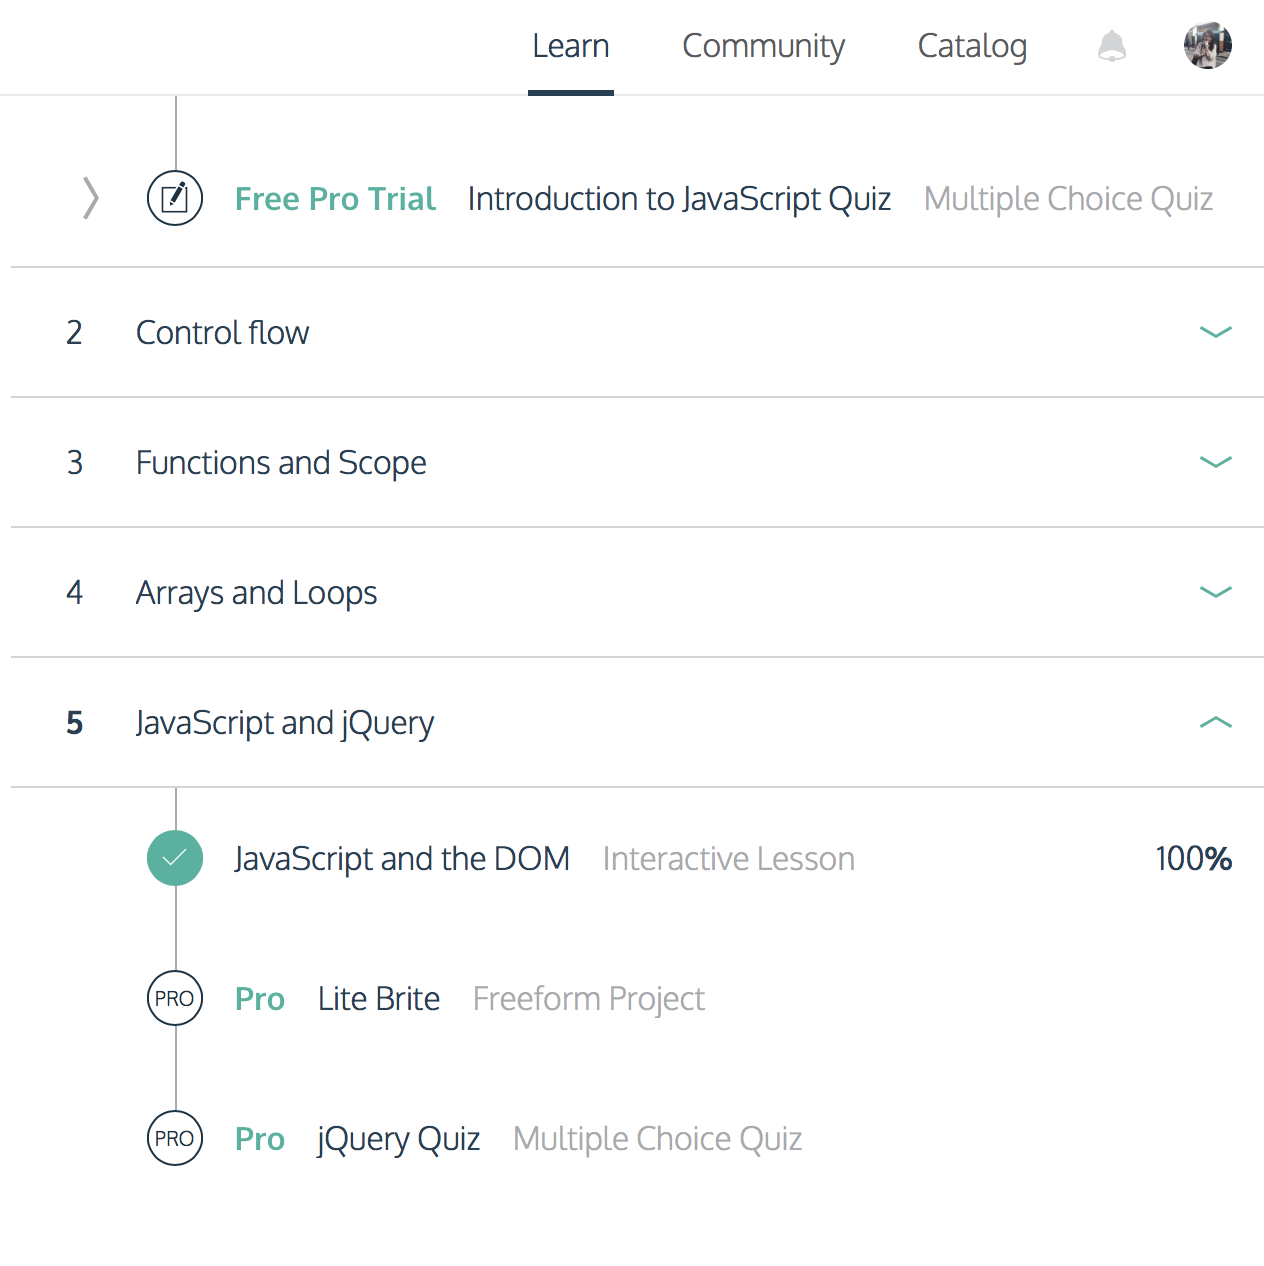 Learn Community Catalog
Free Pro Trial Introduction to JavaScript Quiz Multiple Choice Quiz
2 Control flow
3 Functions and Scope
4 Arrays and Loops
5 JavaScript and jQuery
JavaScript and the DOM Interactive Lesson 100%
PRO Pro Lite Brite Freeform Project
PRO Pro jQuery Quiz Multiple Choice Quiz